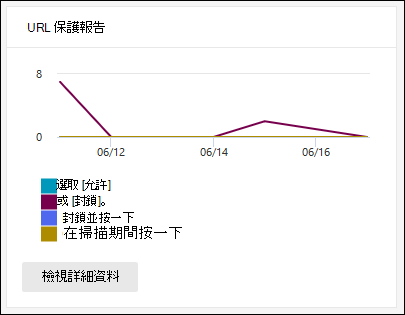 URL 保護報告
8
0
06/12 06/14 06/16
選取 [允許]
或 [封鎖]。
封鎖並按一下
在掃描期間按一下
檢視詳細資料